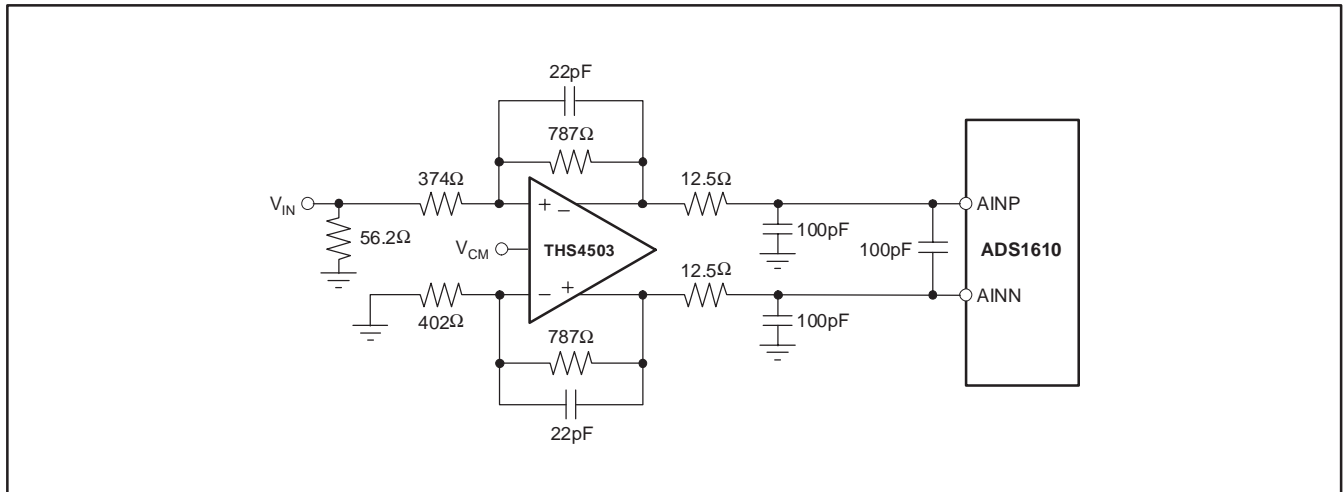 22pF
787Ω
374Ω
12.5Ω
V_IN
56.2Ω
+ −
V_CM
THS4503
− +
100pF
100pF
AINP
ADS1610
AINN
12.5Ω
402Ω
100pF
787Ω
22pF